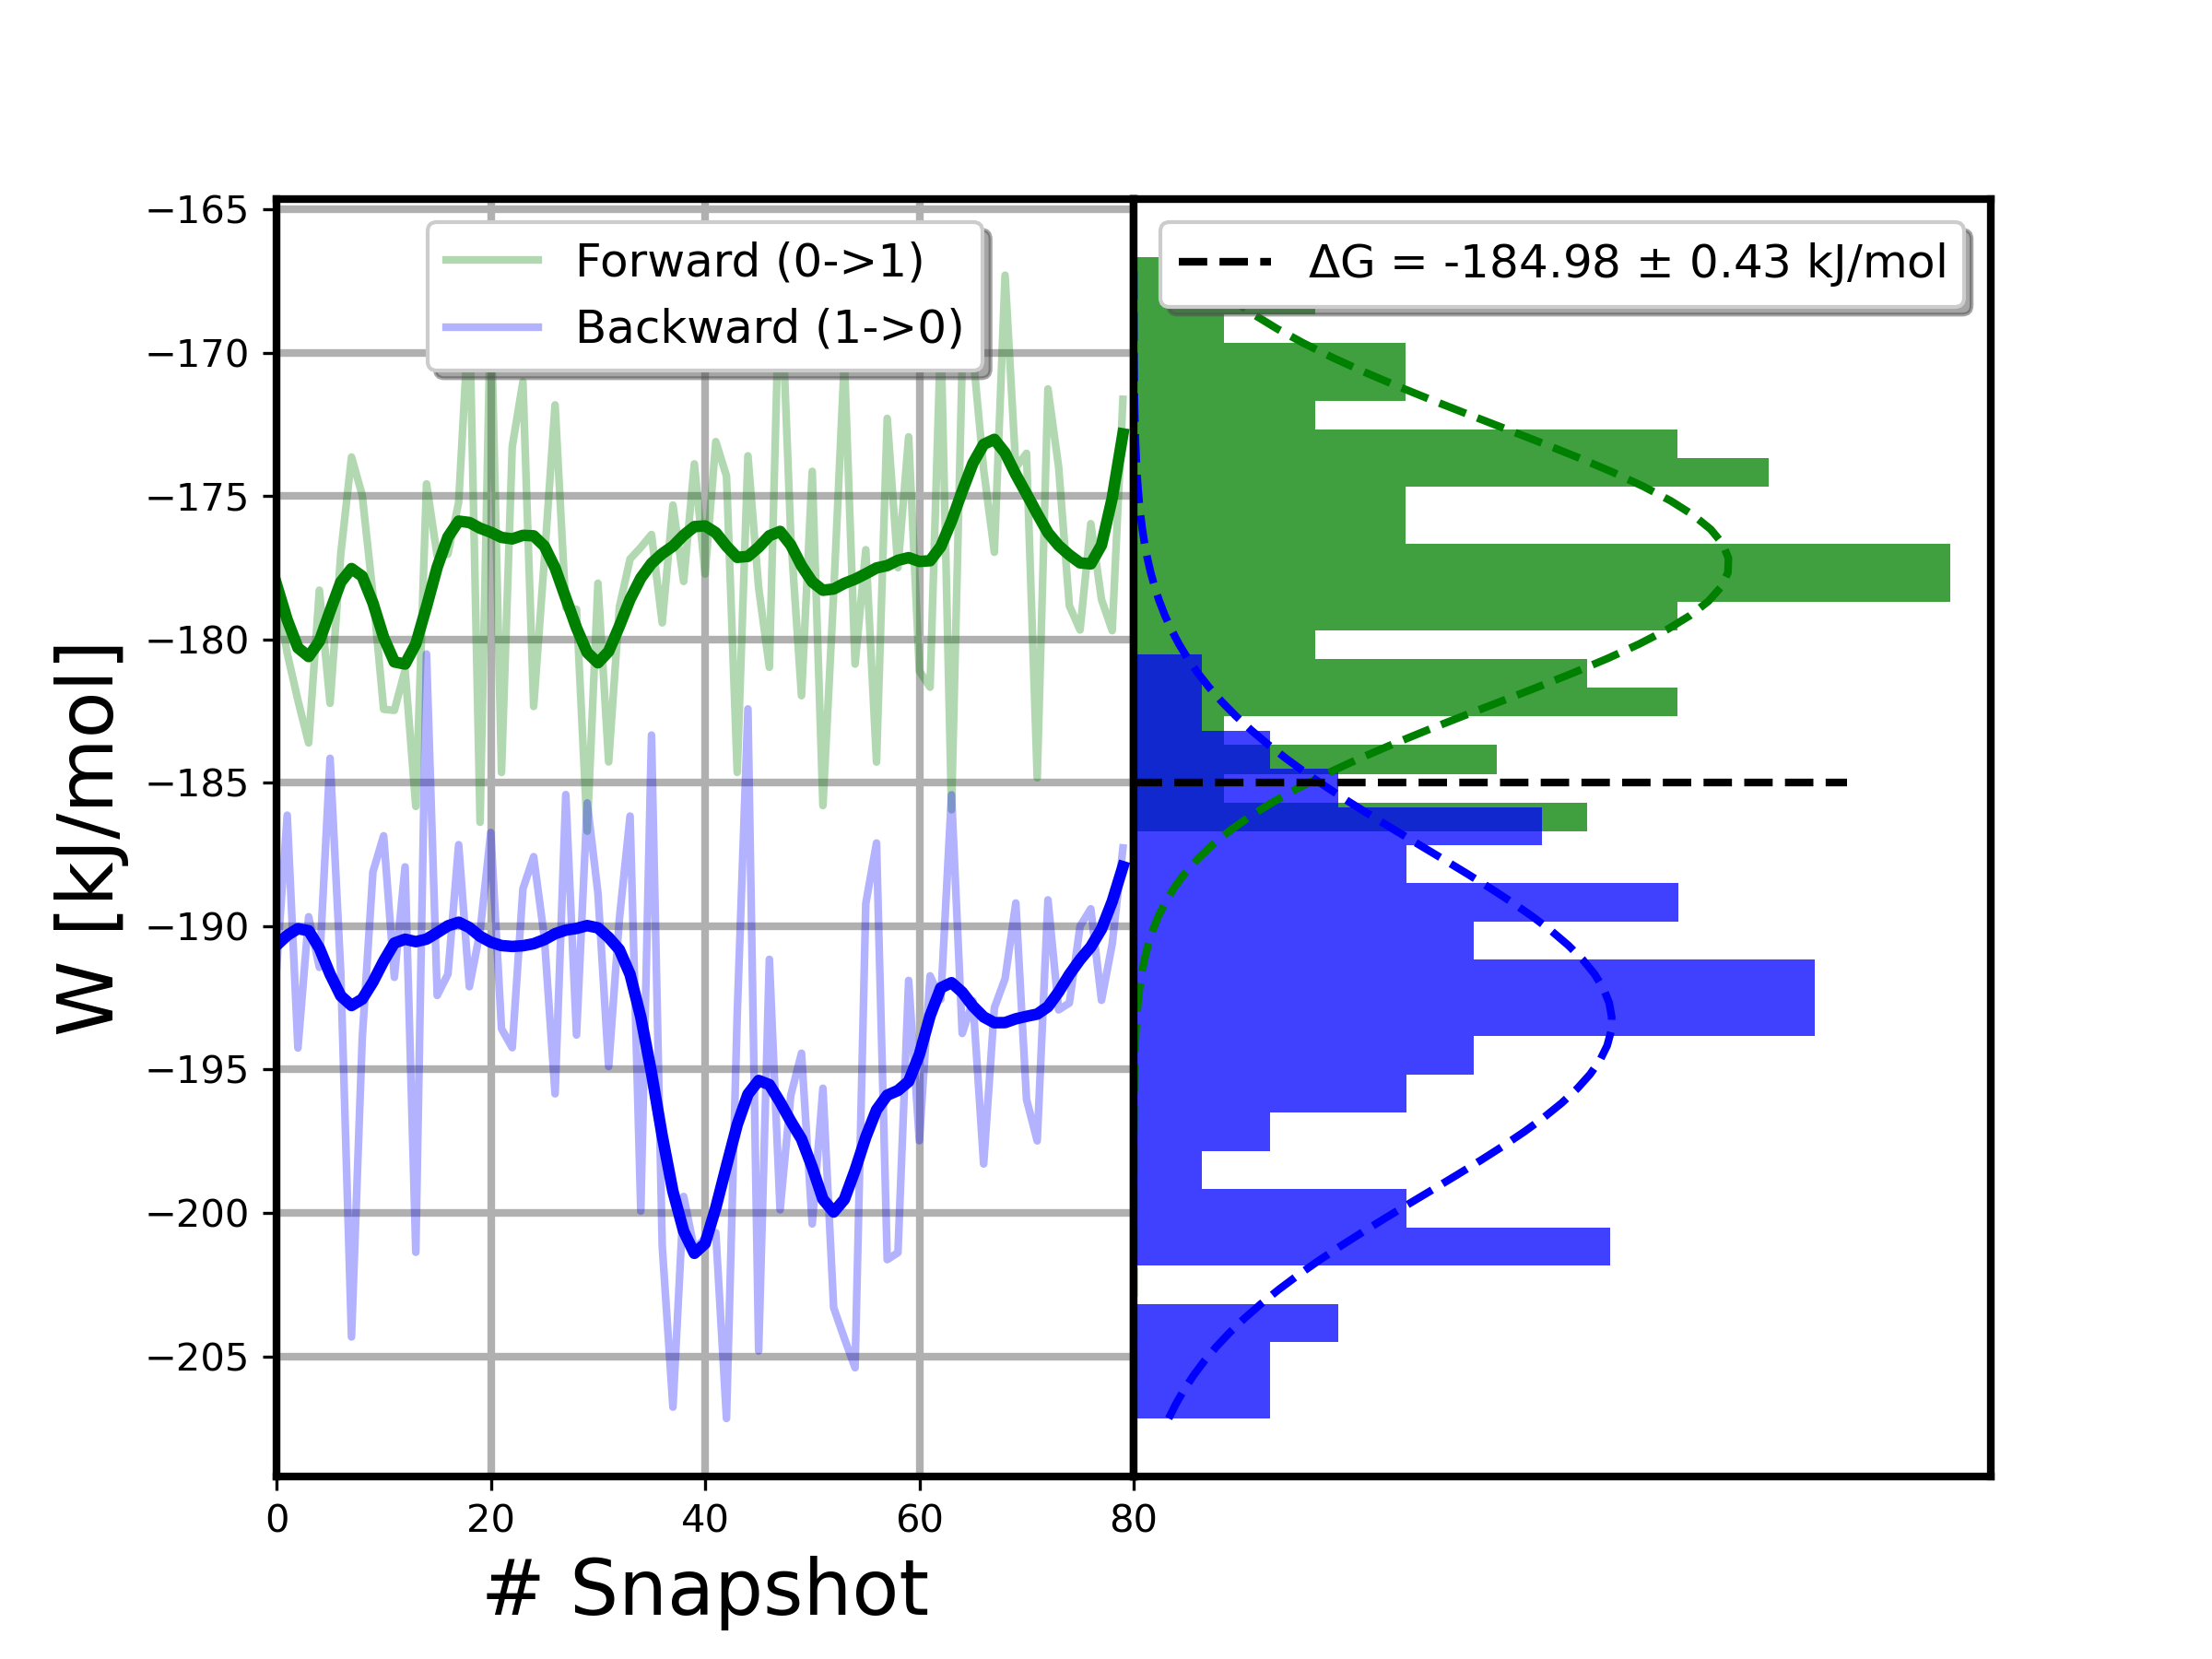 Forward (0->1)
Backward (1->0)
ΔG = -184.98 ± 0.43 kJ/mol
W [kJ/mol]
−165
−170
−175
−180
−185
−190
−195
−200
−205
0 20 40 60 80
# Snapshot